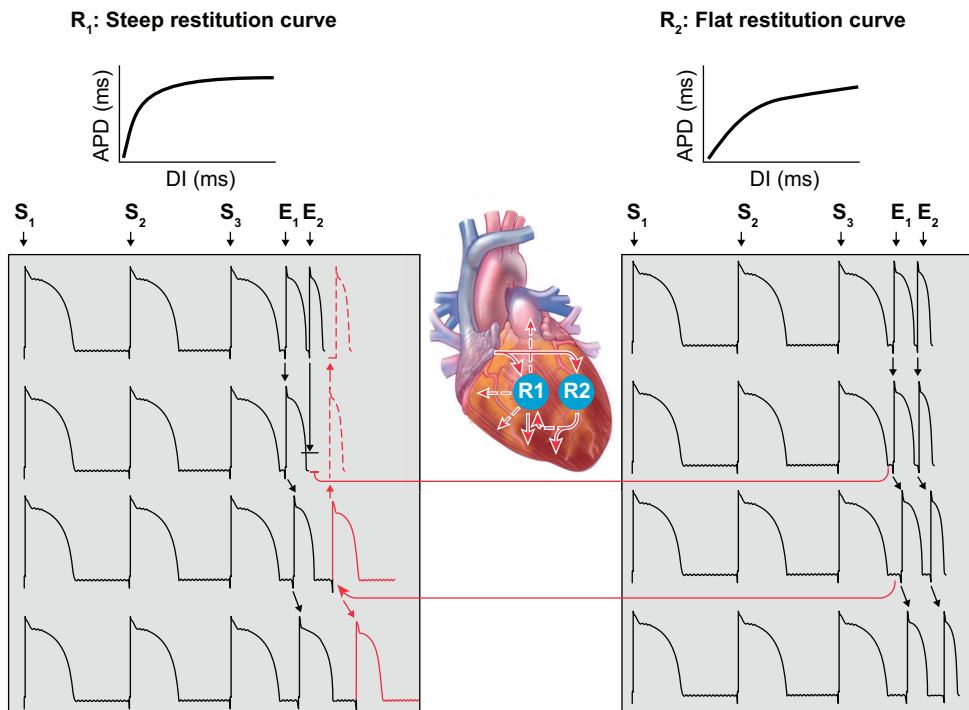 R1: Steep restitution curve
R2: Flat restitution curve
APD (ms)
DI (ms)
APD (ms)
DI (ms)
S1 S2 S3 E1 E2
S1 S2 S3 E1 E2
R1 R2